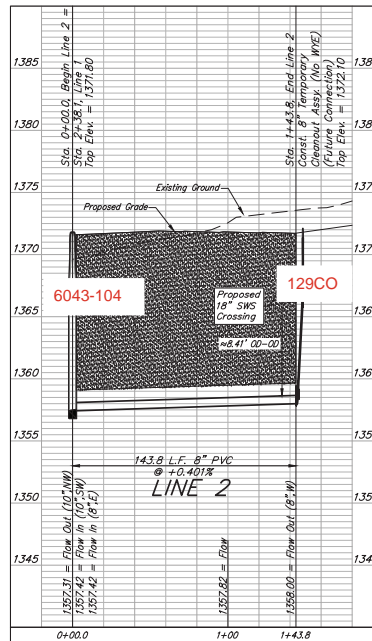 1385
1380
1375
1370
1365
1360
1355
1350
1345
Sta. 0+00.0, Begin Line 2 =
Sta. 2+38.1, Line 1
Top Elev. = 1371.80
Sta. 1+43.8, End Line 2
Const. 8" Temporary
Cleanout Assy. (No WYE)
(Future Connection)
Top Elev. = 1372.10
Existing Ground
Proposed Grade
6043-104
129CO
Proposed
18" SWS
Crossing
≈8.41' OD-OD
143.8 L.F. 8" PVC
@ +0.401%
LINE 2
1357.31 = Flow Out (10",NW)
1357.42 = Flow In (10",SW)
1357.42 = Flow In (8",E)
1357.82 = Flow
1358.00 = Flow Out (8",W)
0+00.0
1+00
1+43.8